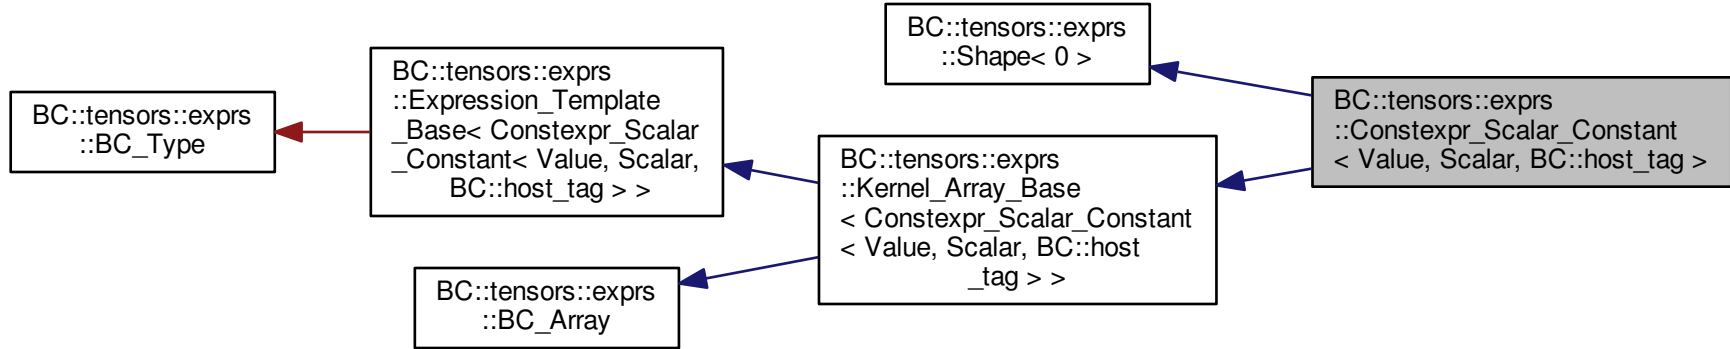 BC::tensors::exprs
::BC_Type
BC::tensors::exprs
::Expression_Template
_Base< Constexpr_Scalar
_Constant< Value, Scalar,
BC::host_tag > >
BC::tensors::exprs
::BC_Array
BC::tensors::exprs
::Shape< 0 >
BC::tensors::exprs
::Kernel_Array_Base
< Constexpr_Scalar_Constant
< Value, Scalar, BC::host
_tag > >
BC::tensors::exprs
::Constexpr_Scalar_Constant
< Value, Scalar, BC::host_tag >